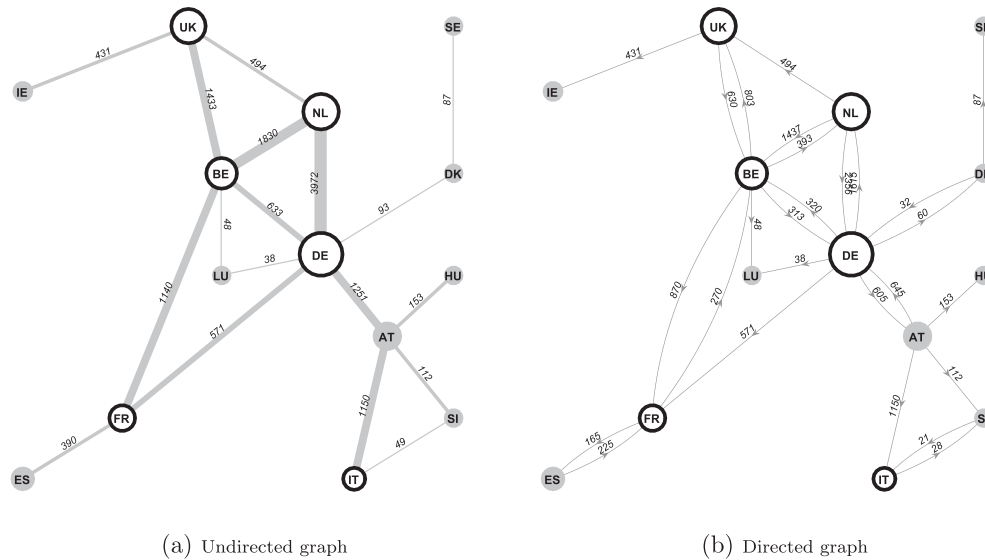 UK
SE
431
494
IE
1433
NL
87
1830
BE
DK
3972
93
633
48
DE
38
LU
HU
1251
153
1140
571
AT
112
1150
FR
SI
390
49
ES
IT
(a) Undirected graph
UK
431
494
IE
630
803
NL
87
1437
393
BE
320
313
32
60
48
DE
38
LU
HU
605
645
153
870
270
571
AT
112
1150
FR
165
225
21
28
ES
IT
(b) Directed graph